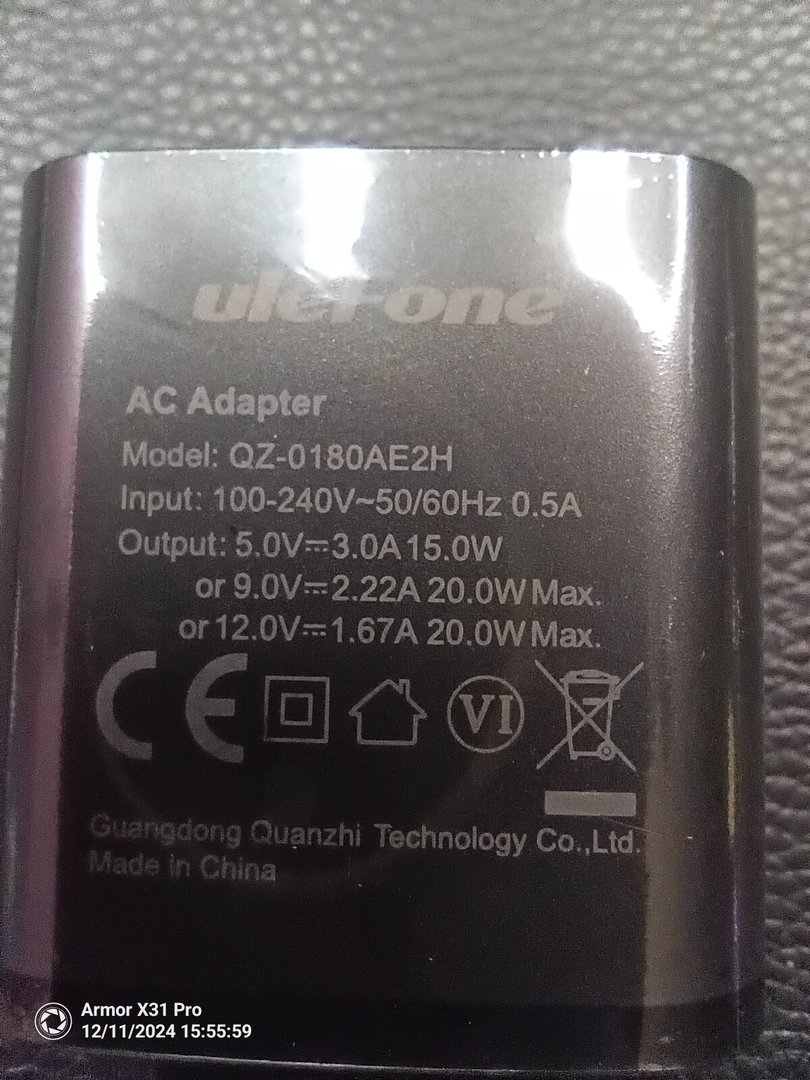 ulefone
AC Adapter
Model: QZ-0180AE2H
Input: 100-240V~50/60Hz 0.5A
Output: 5.0V⎓3.0A 15.0W
or 9.0V⎓2.22A 20.0W Max.
or 12.0V⎓1.67A 20.0W Max.
CE VI
Guangdong Quanzhi Technology Co.,Ltd.
Made in China
Armor X31 Pro
12/11/2024 15:55:59